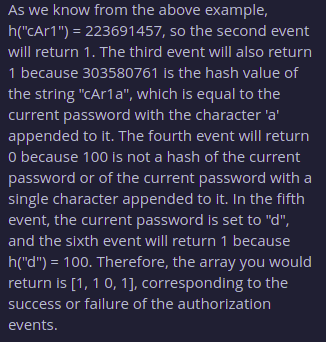 As we know from the above example,
h("cAr1") = 223691457, so the second event
will return 1. The third event will also return
1 because 303580761 is the hash value of
the string "cAr1a", which is equal to the
current password with the character 'a'
appended to it. The fourth event will return
0 because 100 is not a hash of the current
password or of the current password with a
single character appended to it. In the fifth
event, the current password is set to "d",
and the sixth event will return 1 because
h("d") = 100. Therefore, the array you would
return is [1, 1 0, 1], corresponding to the
success or failure of the authorization
events.